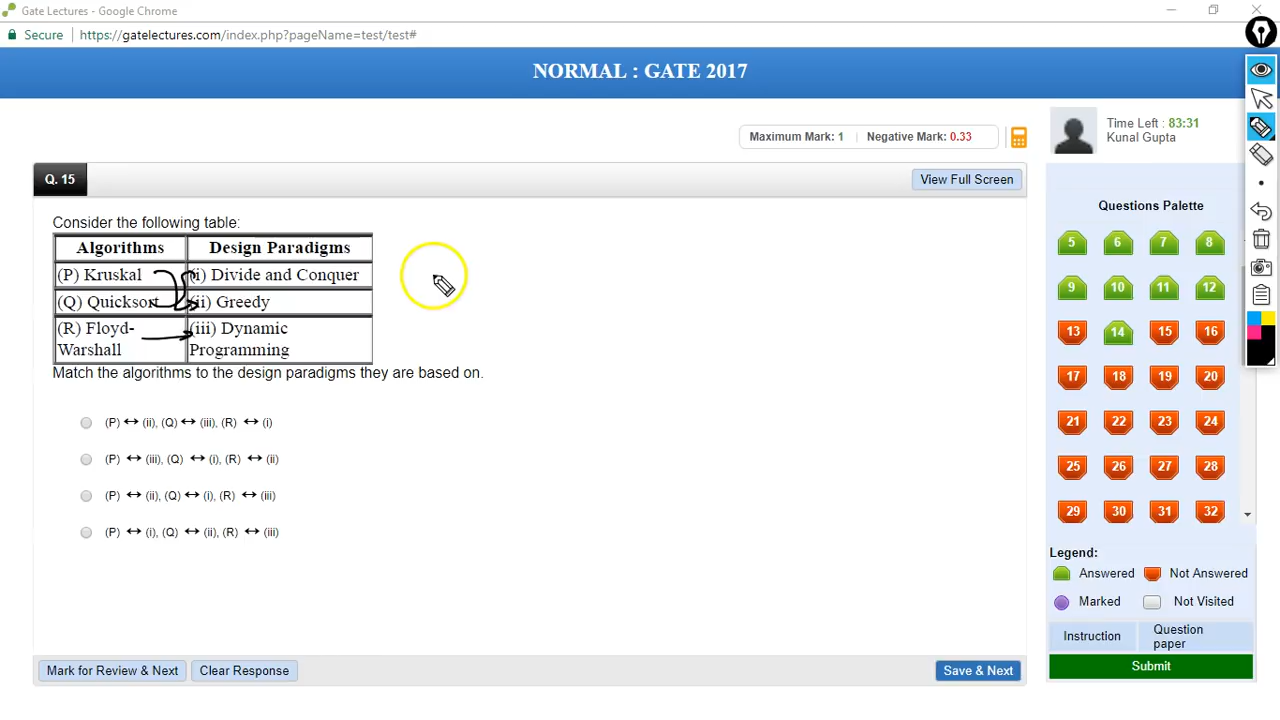 Gate Lectures - Google Chrome
Secure https://gatelectures.com/index.php?pageName=test/test#
NORMAL : GATE 2017
Maximum Mark: 1 | Negative Mark: 0.33
Time Left : 83:31
Kunal Gupta
Q. 15
View Full Screen
Consider the following table:
Algorithms Design Paradigms
(P) Kruskal (i) Divide and Conquer
(Q) Quicksort (ii) Greedy
(R) Floyd- (iii) Dynamic
Warshall Programming
Match the algorithms to the design paradigms they are based on.
(P) ↔ (ii), (Q) ↔ (iii), (R) ↔ (i)
(P) ↔ (iii), (Q) ↔ (i), (R) ↔ (ii)
(P) ↔ (ii), (Q) ↔ (i), (R) ↔ (iii)
(P) ↔ (i), (Q) ↔ (ii), (R) ↔ (iii)
Mark for Review & Next Clear Response Save & Next
Questions Palette
5 6 7 8
9 10 11 12
13 14 15 16
17 18 19 20
21 22 23 24
25 26 27 28
29 30 31 32
Legend:
Answered Not Answered
Marked Not Visited
Instruction Question
paper
Submit